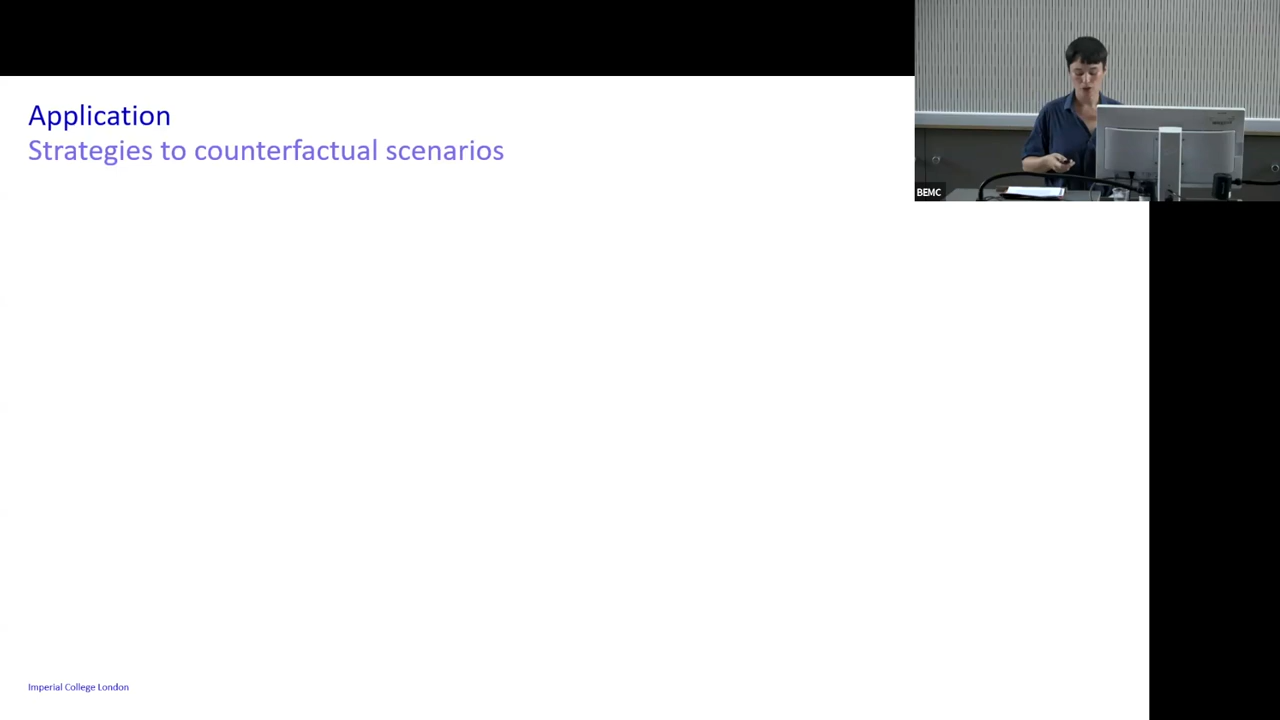 Application
Strategies to counterfactual scenarios
BEMC
Imperial College London